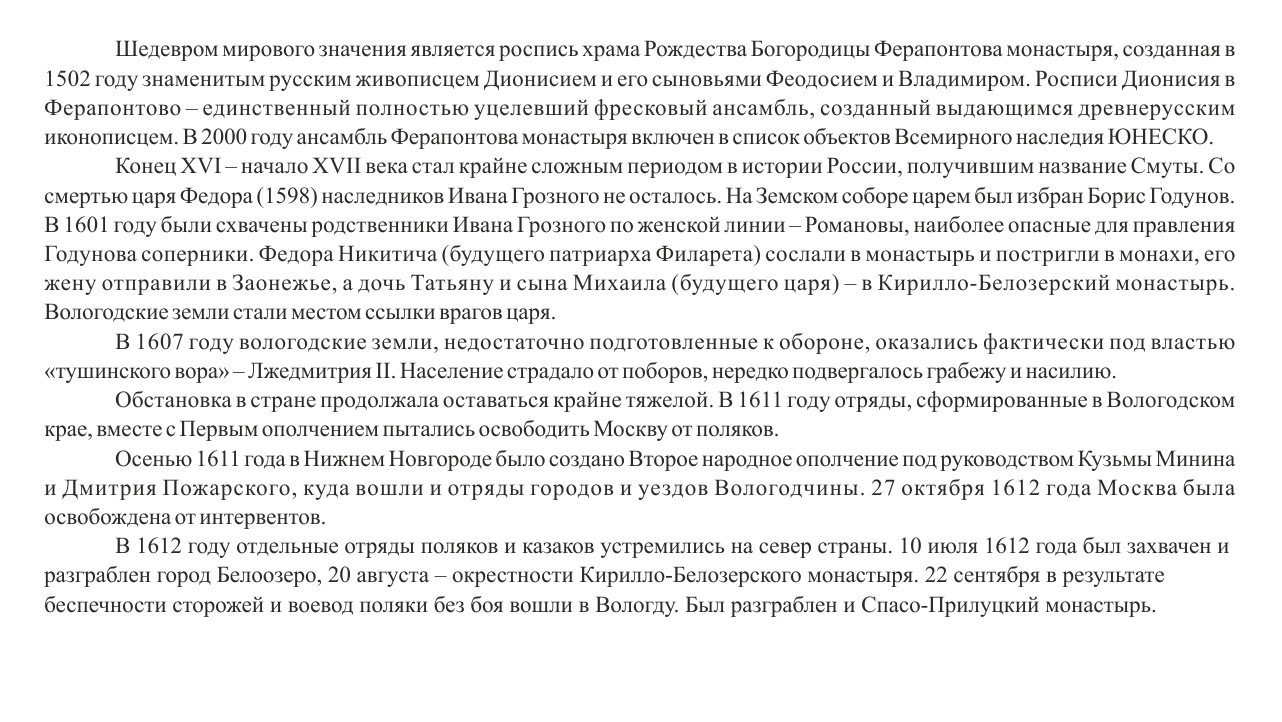 Шедевром мирового значения является роспись храма Рождества Богородицы Ферапонтова монастыря, созданная в
1502 году знаменитым русским живописцем Дионисием и его сыновьями Феодосием и Владимиром. Росписи Дионисия в
Ферапонтово – единственный полностью уцелевший фресковый ансамбль, созданный выдающимся древнерусским
иконописцем. В 2000 году ансамбль Ферапонтова монастыря включен в список объектов Всемирного наследия ЮНЕСКО.
Конец XVI – начало XVII века стал крайне сложным периодом в истории России, получившим название Смуты. Со
смертью царя Федора (1598) наследников Ивана Грозного не осталось. На Земском соборе царем был избран Борис Годунов.
В 1601 году были схвачены родственники Ивана Грозного по женской линии – Романовы, наиболее опасные для правления
Годунова соперники. Федора Никитича (будущего патриарха Филарета) сослали в монастырь и постригли в монахи, его
жену отправили в Заонежье, а дочь Татьяну и сына Михаила (будущего царя) – в Кирилло-Белозерский монастырь.
Вологодские земли стали местом ссылки врагов царя.
В 1607 году вологодские земли, недостаточно подготовленные к обороне, оказались фактически под властью
«тушинского вора» – Лжедмитрия II. Население страдало от поборов, нередко подвергалось грабежу и насилию.
Обстановка в стране продолжала оставаться крайне тяжелой. В 1611 году отряды, сформированные в Вологодском
крае, вместе с Первым ополчением пытались освободить Москву от поляков.
Осенью 1611 года в Нижнем Новгороде было создано Второе народное ополчение под руководством Кузьмы Минина
и Дмитрия Пожарского, куда вошли и отряды городов и уездов Вологодчины. 27 октября 1612 года Москва была
освобождена от интервентов.
В 1612 году отдельные отряды поляков и казаков устремились на север страны. 10 июля 1612 года был захвачен и
разграблен город Белоозеро, 20 августа – окрестности Кирилло-Белозерского монастыря. 22 сентября в результате
беспечности сторожей и воевод поляки без боя вошли в Вологду. Был разграблен и Спасо-Прилуцкий монастырь.